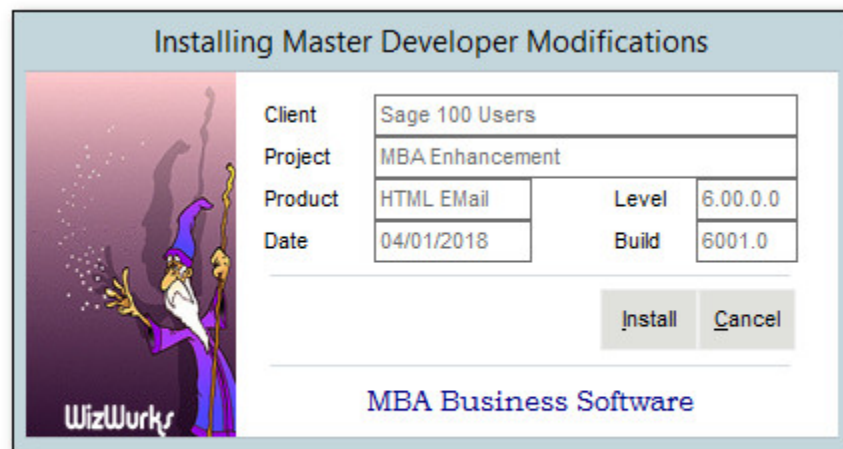 Installing Master Developer Modifications
Client Sage 100 Users
Project MBA Enhancement
Product HTML EMail Level 6.00.0.0
Date 04/01/2018 Build 6001.0
Install Cancel
MBA Business Software
WizWurks